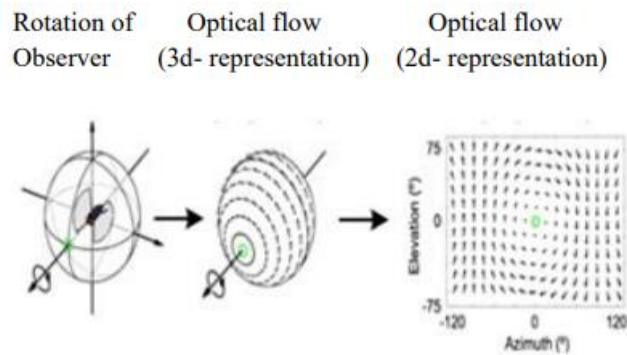 Rotation of Observer
Optical flow (3d- representation)
Optical flow (2d- representation)
75
0
-75
Elevation (º)
-120
0
120
Azimuth (º)